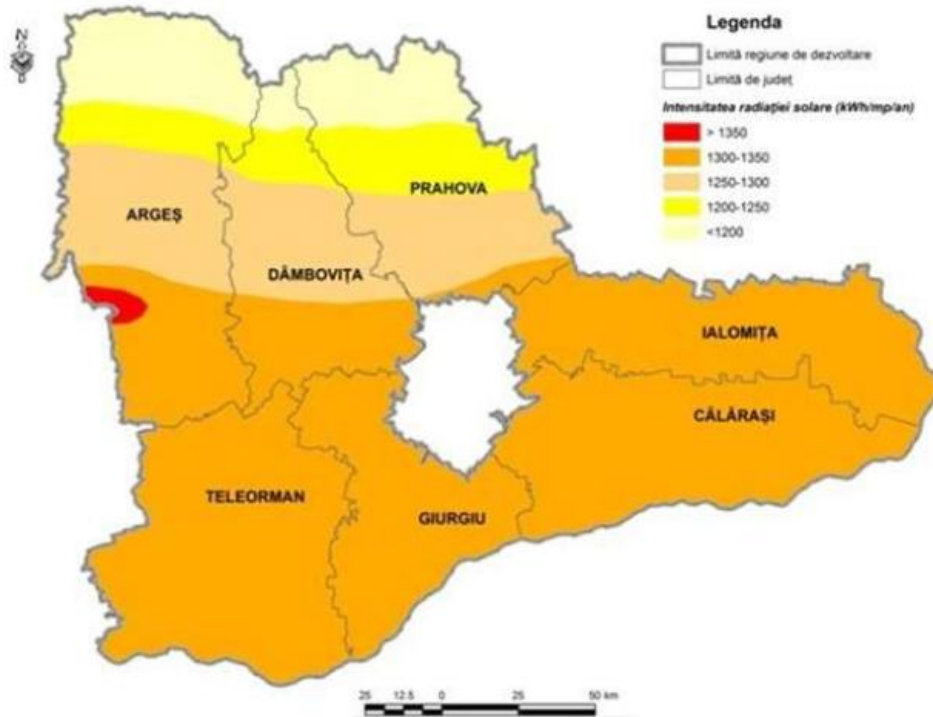 N
Legenda
Limită regiune de dezvoltare
Limită de județ
Intensitatea radiației solare (kWh/mp/an)
> 1350
1300-1350
1250-1300
1200-1250
<1200
PRAHOVA
ARGEȘ
DÂMBOVIȚA
IALOMIȚA
CĂLĂRAȘI
TELEORMAN
GIURGIU
25 12.5 0 25 50 km